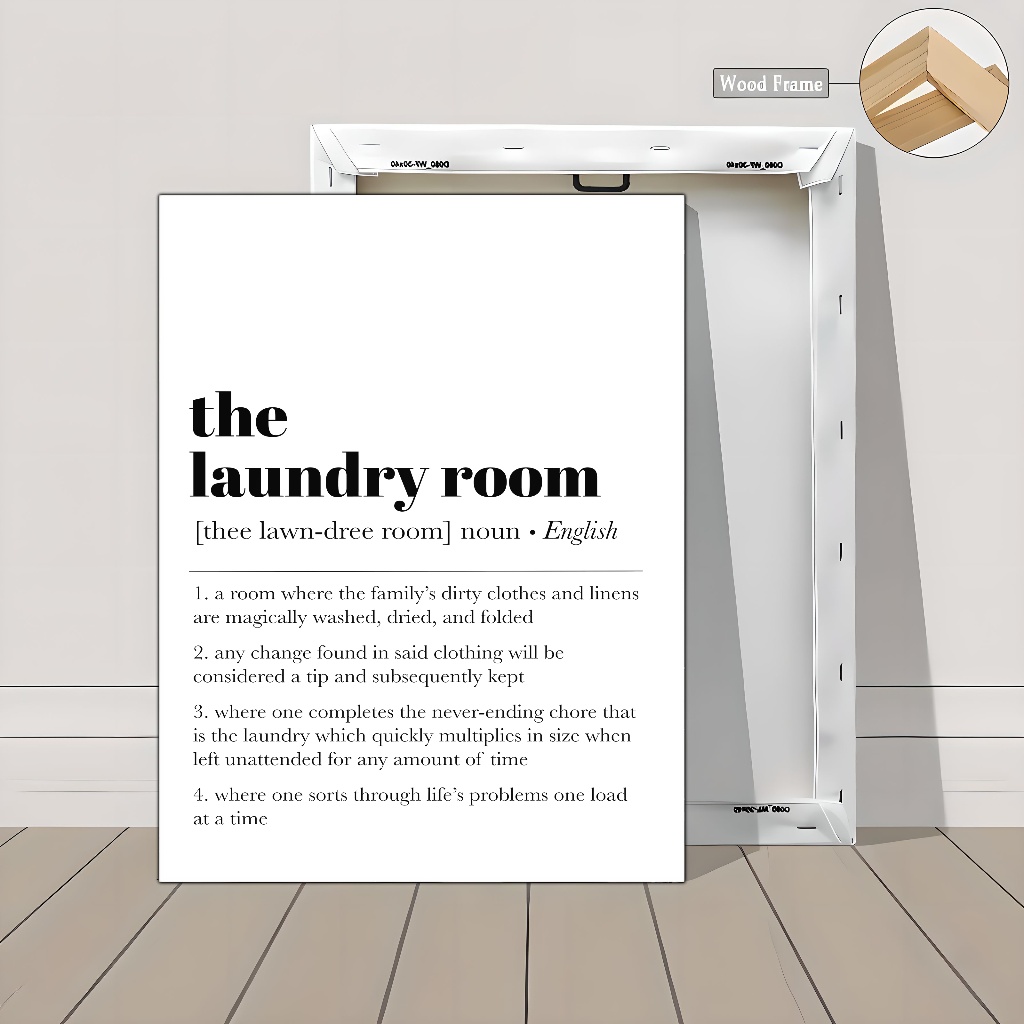 Wood Frame
the
laundry room
[thee lawn-dree room] noun • English
1. a room where the family's dirty clothes and linens
are magically washed, dried, and folded
2. any change found in said clothing will be
considered a tip and subsequently kept
3. where one completes the never-ending chore that
is the laundry which quickly multiplies in size when
left unattended for any amount of time
4. where one sorts through life's problems one load
at a time